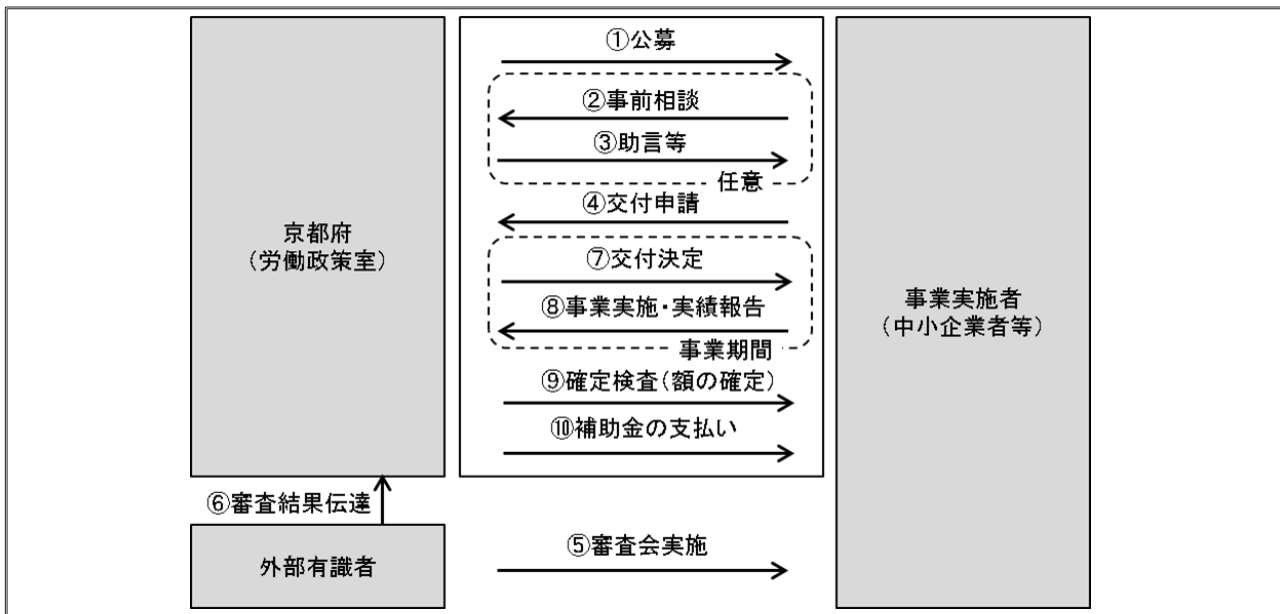 ①公募
②事前相談
③助言等
任意
④交付申請
京都府
（労働政策室）
⑦交付決定
⑧事業実施・実績報告
事業期間
事業実施者
（中小企業者等）
⑨確定検査（額の確定）
⑩補助金の支払い
⑥審査結果伝達
外部有識者
⑤審査会実施